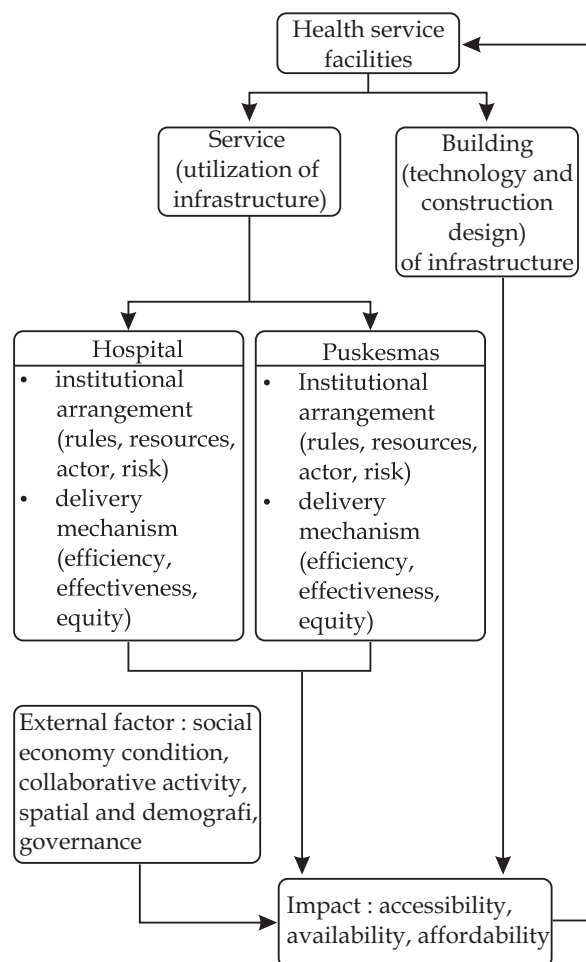 Health service
facilities
Service
(utilization of
infrastructure)
Building
(technology and
construction
design)
of infrastructure
Hospital
• institutional
arrangement
(rules, resources,
actor, risk)
• delivery
mechanism
(efficiency,
effectiveness,
equity)
Puskesmas
• Institutional
arrangement
(rules, resources,
actor, risk)
• delivery
mechanism
(efficiency,
effectiveness,
equity)
External factor : social
economy condition,
collaborative activity,
spatial and demografi,
governance
Impact : accessibility,
availability, affordability